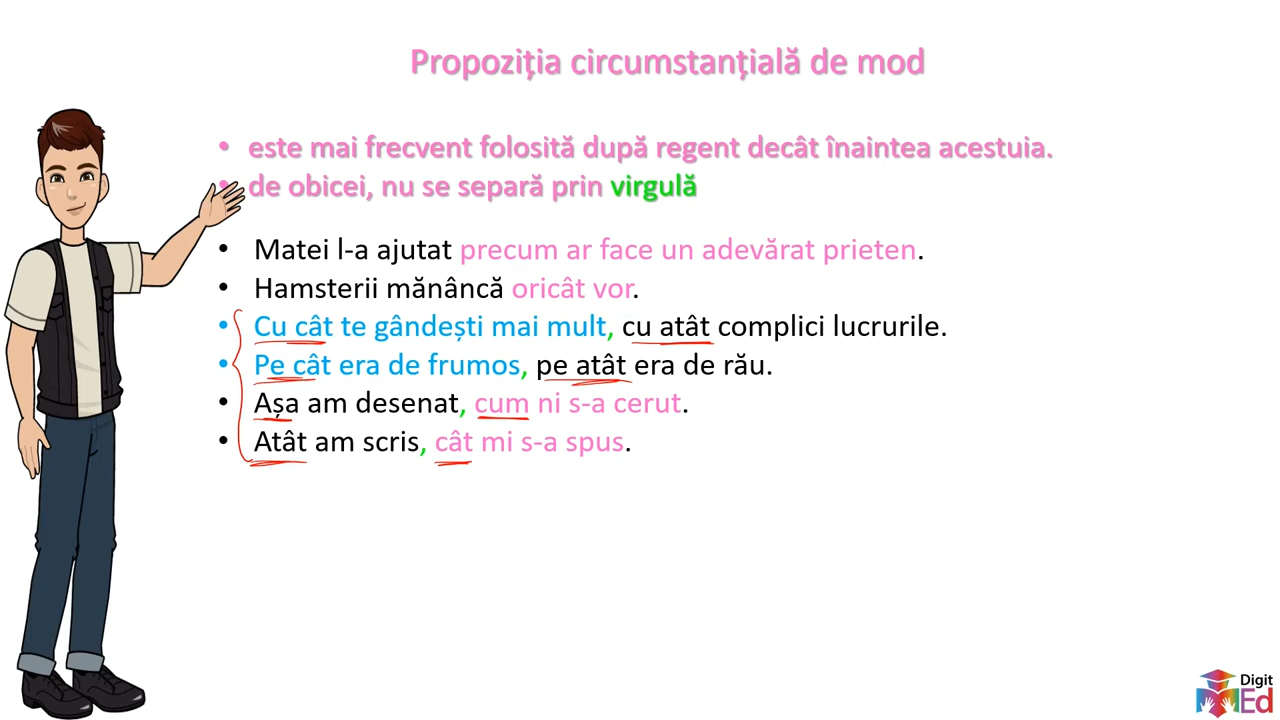 Propoziția circumstanțială de mod
• este mai frecvent folosită după regent decât înaintea acestuia.
• de obicei, nu se separă prin virgulă
• Matei l-a ajutat precum ar face un adevărat prieten.
• Hamsterii mănâncă oricât vor.
• Cu cât te gândești mai mult, cu atât complici lucrurile.
• Pe cât era de frumos, pe atât era de rău.
• Așa am desenat, cum ni s-a cerut.
• Atât am scris, cât mi s-a spus.
Digit
Ed